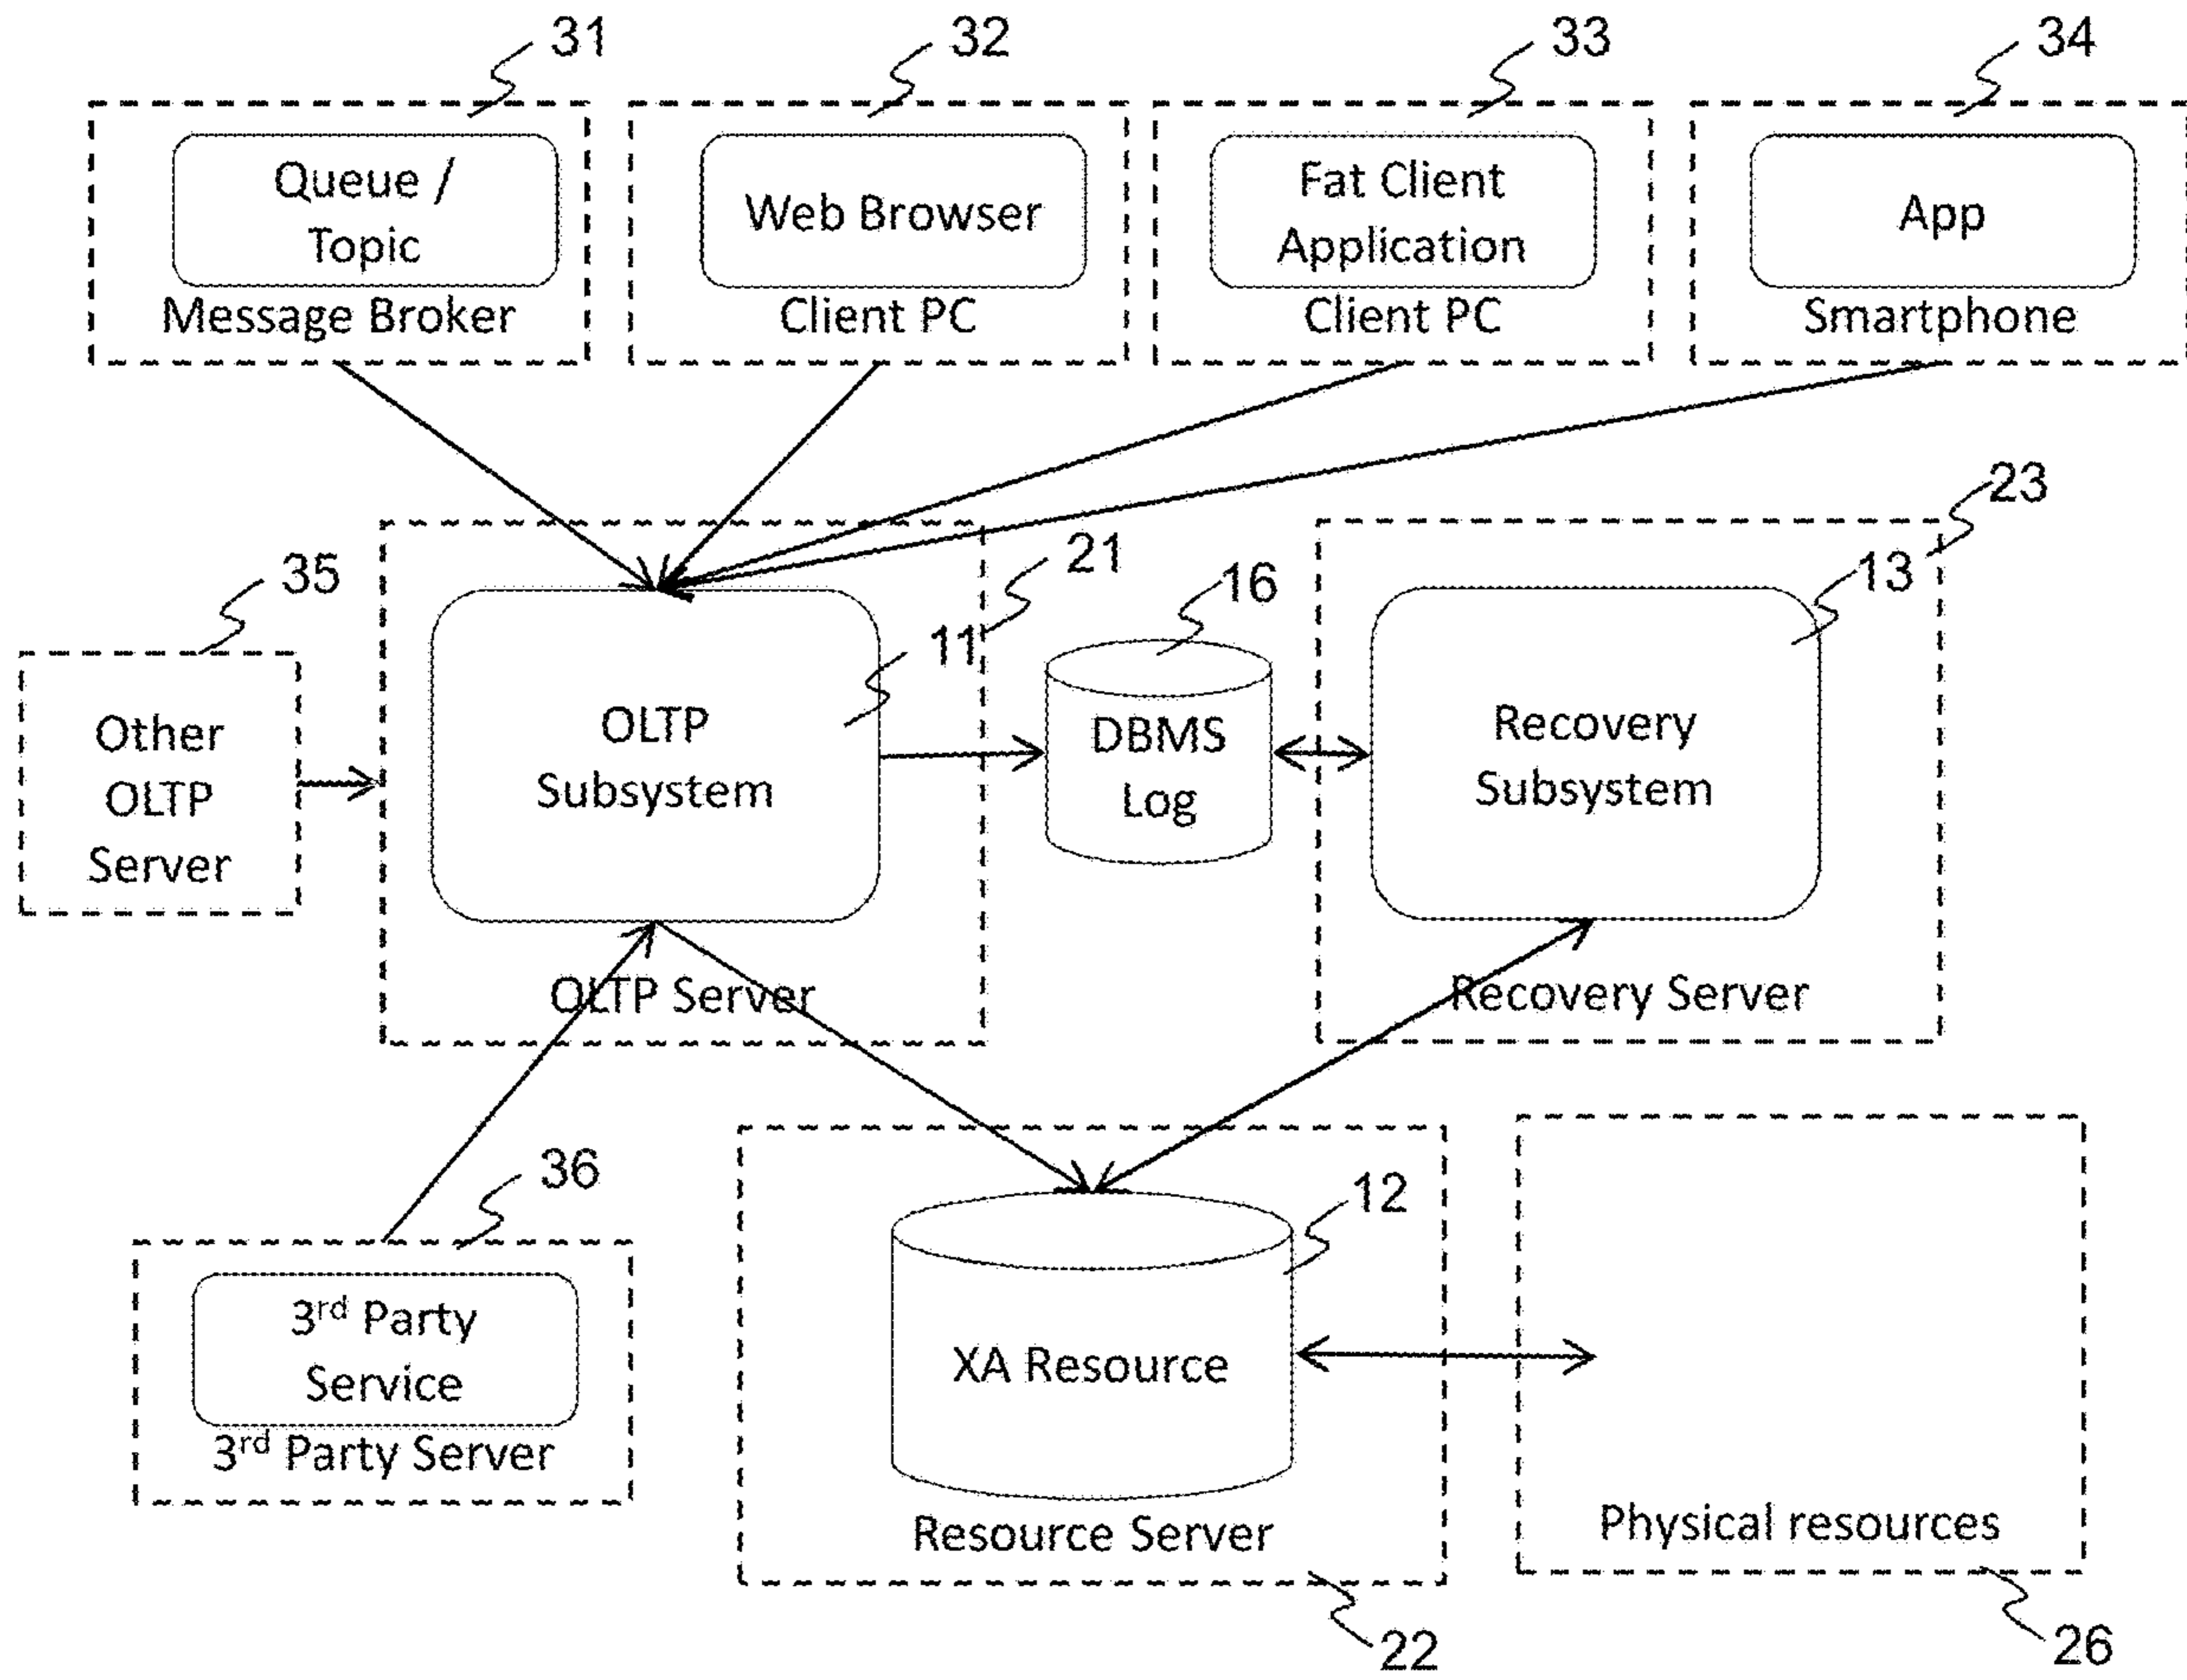 31
32
33
34
Queue /
Topic
Message Broker
Web Browser
Client PC
Fat Client
Application
Client PC
App
Smartphone
35
Other
OLTP
Server
21
11
OLTP
Subsystem
OLTP Server
16
DBMS
Log
23
13
Recovery
Subsystem
Recovery Server
36
3rd Party
Service
3rd Party Server
12
XA Resource
Resource Server
22
Physical resources
26